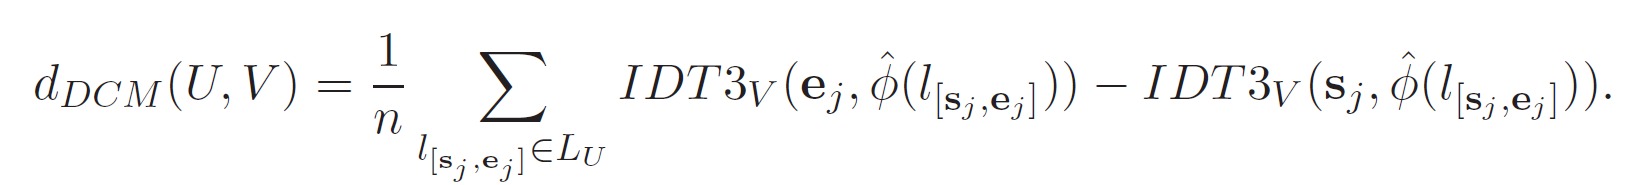 d_{DCM}(U, V) = \frac{1}{n} \sum_{l_{[\mathbf{s}_j, \mathbf{e}_j]} \in L_U} IDT3_V(\mathbf{e}_j, \hat{\phi}(l_{[\mathbf{s}_j, \mathbf{e}_j]})) - IDT3_V(\mathbf{s}_j, \hat{\phi}(l_{[\mathbf{s}_j, \mathbf{e}_j]})).